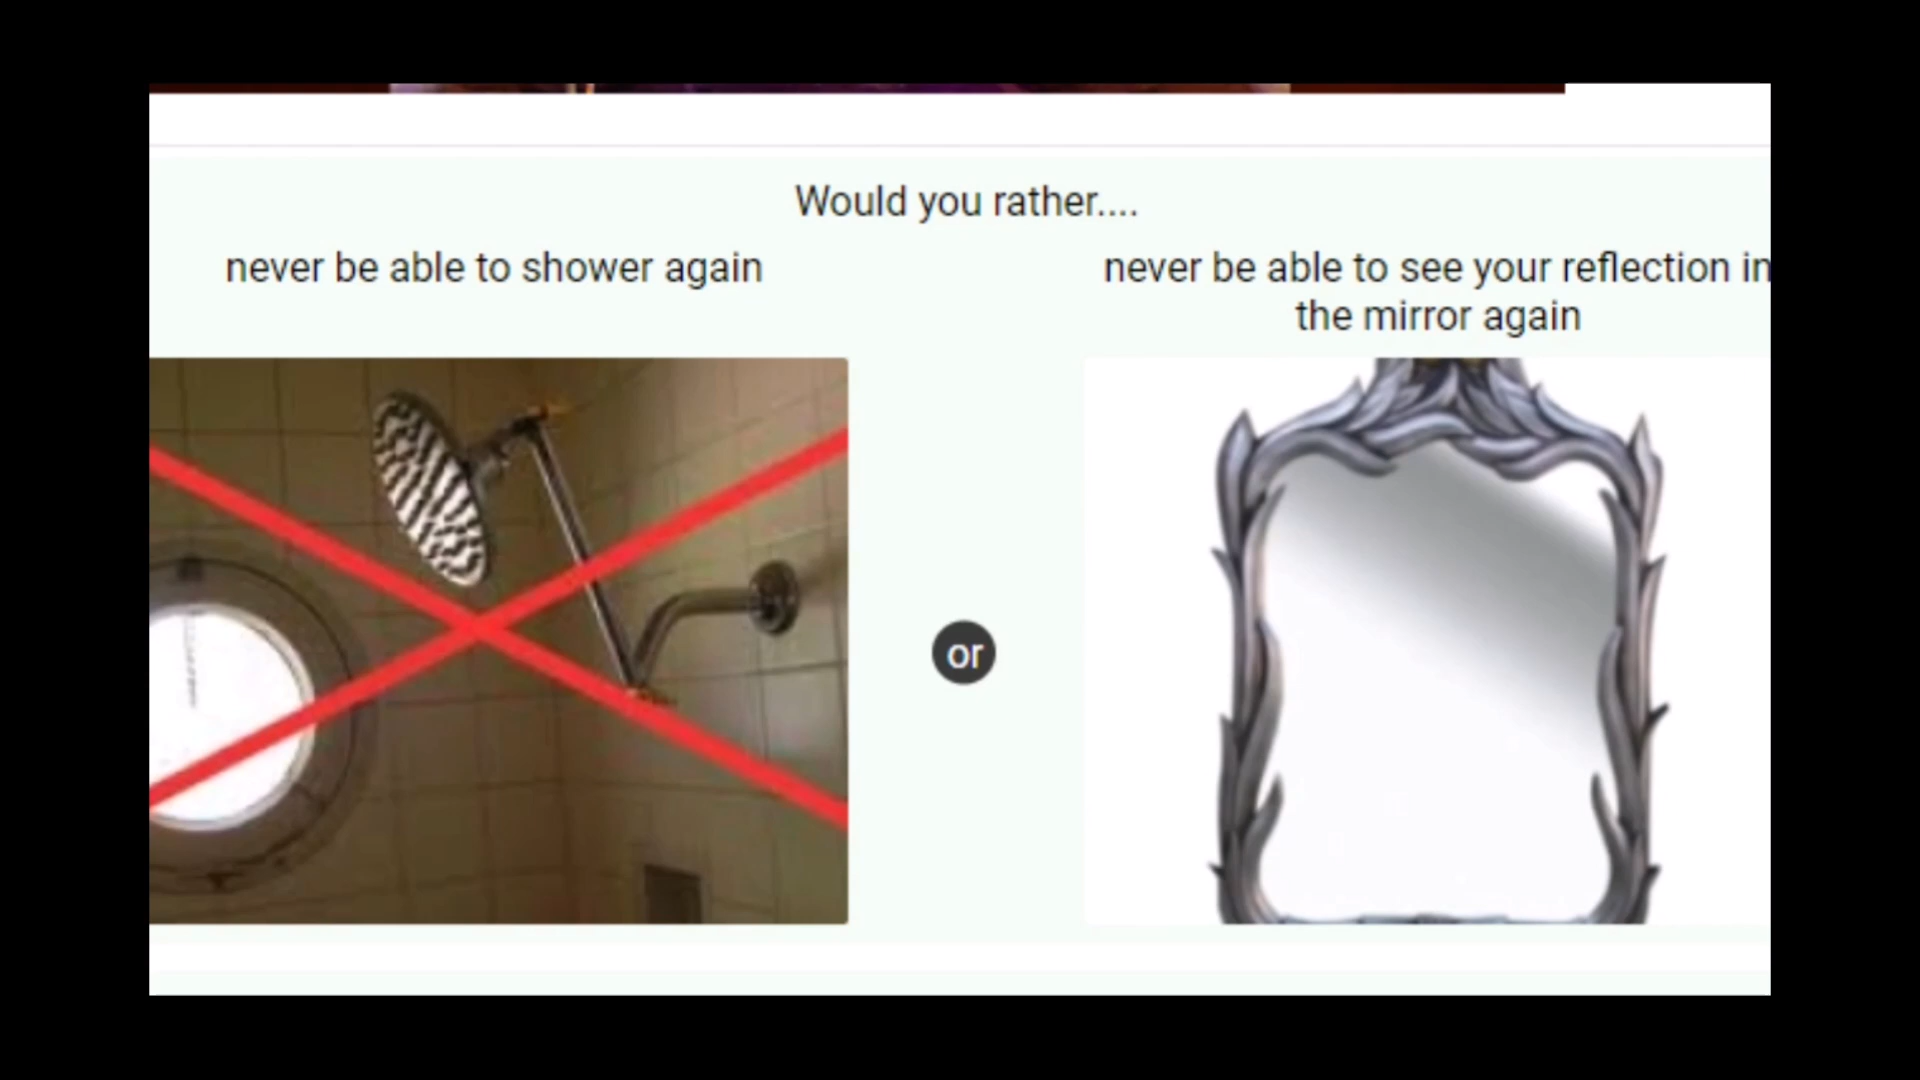 Would you rather....
never be able to shower again
never be able to see your reflection in
the mirror again
or